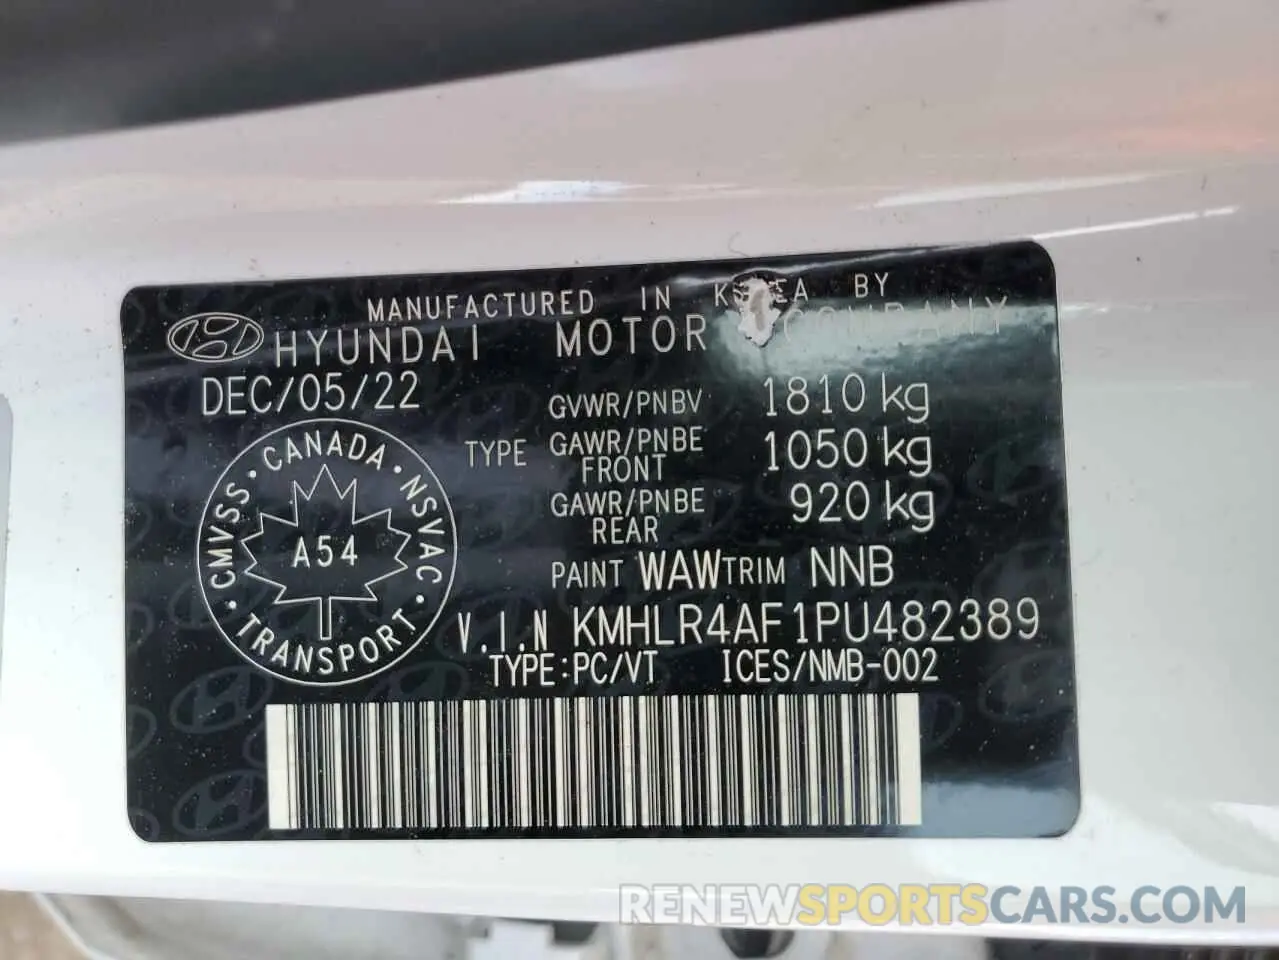 MANUFACTURED IN KOREA BY
HYUNDAI MOTOR COMPANY
DEC/05/22
GVWR/PNBV 1810 kg
TYPE GAWR/PNBE FRONT 1050 kg
GAWR/PNBE REAR 920 kg
CANADA · NSVAC · TRANSPORT · CMVSS ·
A54
PAINT WAW TRIM NNB
V.I.N KMHLR4AF1PU482389
TYPE:PC/VT ICES/NMB-002
RENEWSPORTSCARS.COM